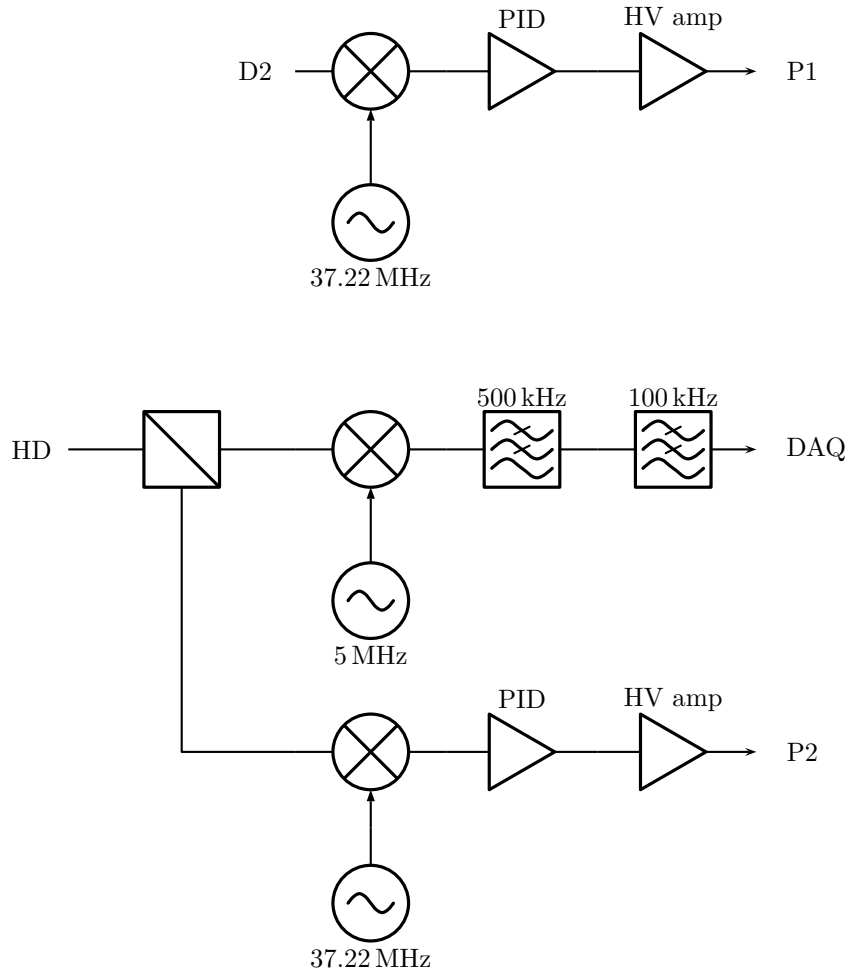 PID
HV amp
D2
P1
37.22 MHz
500 kHz
100 kHz
HD
DAQ
5 MHz
PID
HV amp
P2
37.22 MHz